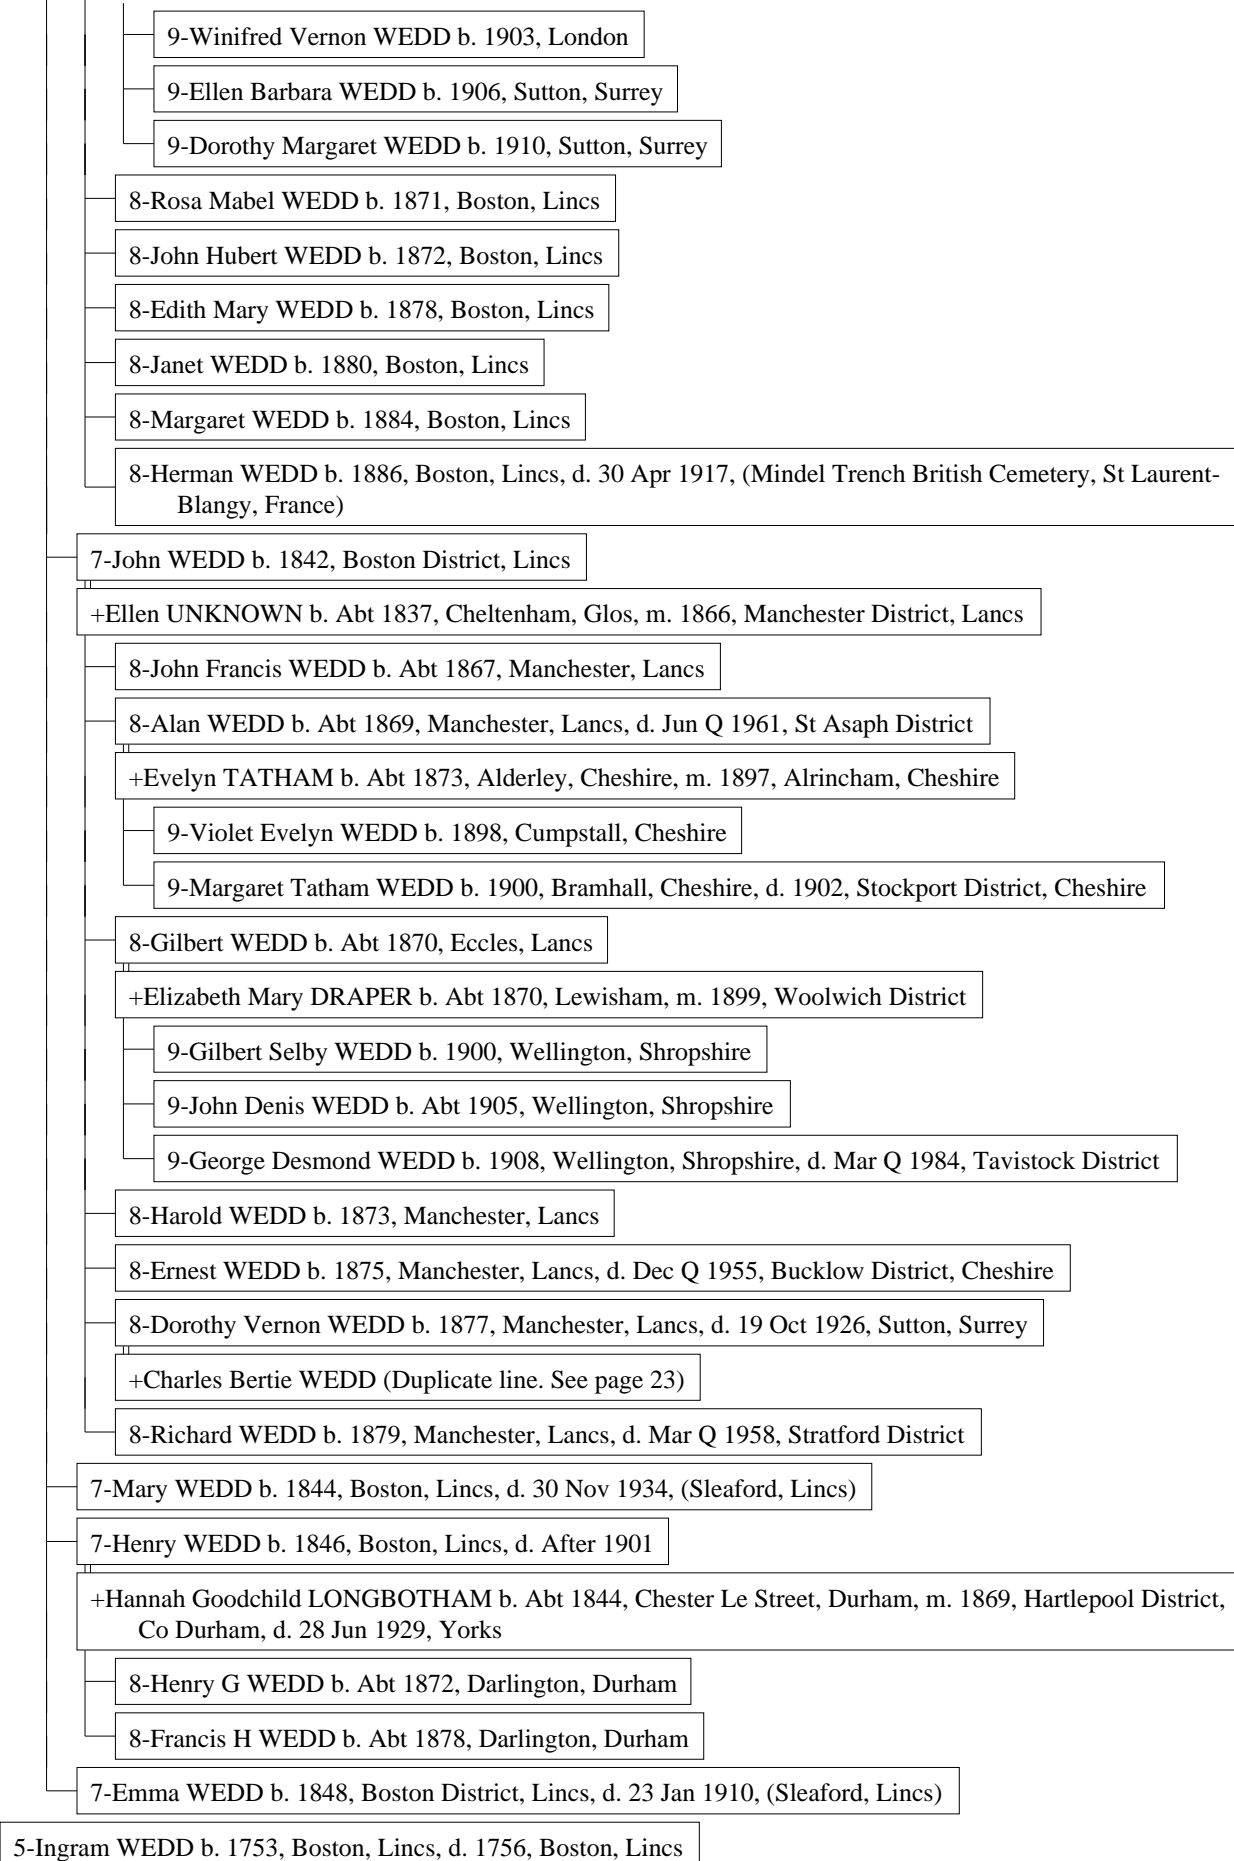 9-Winifred Vernon WEDD b. 1903, London
9-Ellen Barbara WEDD b. 1906, Sutton, Surrey
9-Dorothy Margaret WEDD b. 1910, Sutton, Surrey
8-Rosa Mabel WEDD b. 1871, Boston, Lincs
8-John Hubert WEDD b. 1872, Boston, Lincs
8-Edith Mary WEDD b. 1878, Boston, Lincs
8-Janet WEDD b. 1880, Boston, Lincs
8-Margaret WEDD b. 1884, Boston, Lincs
8-Herman WEDD b. 1886, Boston, Lincs, d. 30 Apr 1917, (Mindel Trench British Cemetery, St Laurent-
Blangy, France)
7-John WEDD b. 1842, Boston District, Lincs
+Ellen UNKNOWN b. Abt 1837, Cheltenham, Glos, m. 1866, Manchester District, Lancs
8-John Francis WEDD b. Abt 1867, Manchester, Lancs
8-Alan WEDD b. Abt 1869, Manchester, Lancs, d. Jun Q 1961, St Asaph District
+Evelyn TATHAM b. Abt 1873, Alderley, Cheshire, m. 1897, Alrincham, Cheshire
9-Violet Evelyn WEDD b. 1898, Cumpstall, Cheshire
9-Margaret Tatham WEDD b. 1900, Bramhall, Cheshire, d. 1902, Stockport District, Cheshire
8-Gilbert WEDD b. Abt 1870, Eccles, Lancs
+Elizabeth Mary DRAPER b. Abt 1870, Lewisham, m. 1899, Woolwich District
9-Gilbert Selby WEDD b. 1900, Wellington, Shropshire
9-John Denis WEDD b. Abt 1905, Wellington, Shropshire
9-George Desmond WEDD b. 1908, Wellington, Shropshire, d. Mar Q 1984, Tavistock District
8-Harold WEDD b. 1873, Manchester, Lancs
8-Ernest WEDD b. 1875, Manchester, Lancs, d. Dec Q 1955, Bucklow District, Cheshire
8-Dorothy Vernon WEDD b. 1877, Manchester, Lancs, d. 19 Oct 1926, Sutton, Surrey
+Charles Bertie WEDD (Duplicate line. See page 23)
8-Richard WEDD b. 1879, Manchester, Lancs, d. Mar Q 1958, Stratford District
7-Mary WEDD b. 1844, Boston, Lincs, d. 30 Nov 1934, (Sleaford, Lincs)
7-Henry WEDD b. 1846, Boston, Lincs, d. After 1901
+Hannah Goodchild LONGBOTHAM b. Abt 1844, Chester Le Street, Durham, m. 1869, Hartlepool District,
Co Durham, d. 28 Jun 1929, Yorks
8-Henry G WEDD b. Abt 1872, Darlington, Durham
8-Francis H WEDD b. Abt 1878, Darlington, Durham
7-Emma WEDD b. 1848, Boston District, Lincs, d. 23 Jan 1910, (Sleaford, Lincs)
5-Ingram WEDD b. 1753, Boston, Lincs, d. 1756, Boston, Lincs